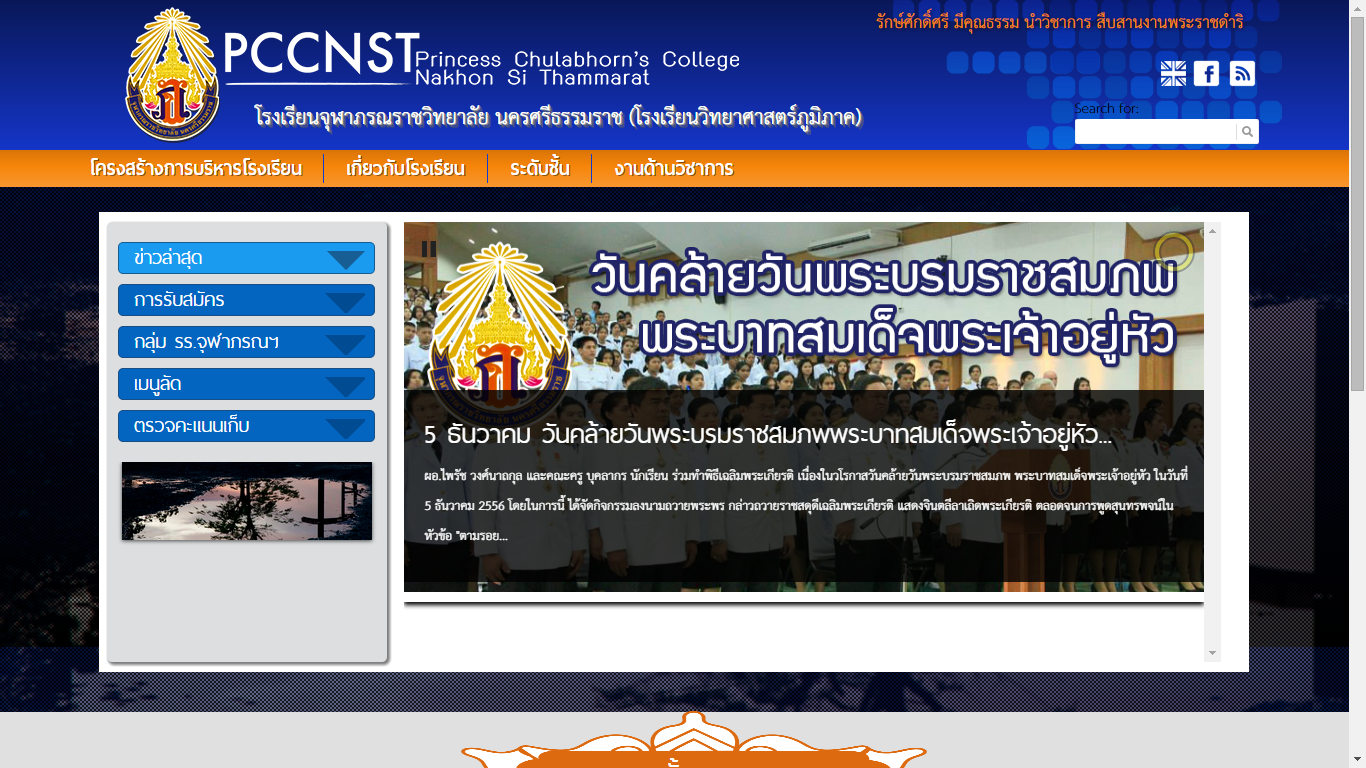 รักษ์ศักดิ์ศรี มีคุณธรรม นำวิชาการ สืบสานงานพระราชดำริ
PCCNST
Princess Chulabhorn's College
Nakhon Si Thammarat
โรงเรียนจุฬาภรณราชวิทยาลัย นครศรีธรรมราช (โรงเรียนวิทยาศาสตร์ภูมิภาค)
Search for:
โครงสร้างการบริหารโรงเรียน
เกี่ยวกับโรงเรียน
ระดับชั้น
งานด้านวิชาการ
ข่าวล่าสุด
การรับสมัคร
กลุ่ม รร.จุฬาภรณฯ
เมนูลัด
ตรวจคะแนนเก็บ
วันคล้ายวันพระบรมราชสมภพ
พระบาทสมเด็จพระเจ้าอยู่หัว
5 ธันวาคม วันคล้ายวันพระบรมราชสมภพพระบาทสมเด็จพระเจ้าอยู่หัว...
ผอ.ไพรัช วงศ์นาถกุล และคณะครู บุคลากร นักเรียน ร่วมทำพิธีเฉลิมพระเกียรติ เนื่องในวโรกาสวันคล้ายวันพระบรมราชสมภพ พระบาทสมเด็จพระเจ้าอยู่หัว ในวันที่
5 ธันวาคม 2556 โดยในการนี้ ได้จัดกิจกรรมลงนามถวายพระพร กล่าวถวายราชสดุดีเฉลิมพระเกียรติ แสดงจินตลีลาเถิดพระเกียรติ ตลอดจนการพูดสุนทรพจน์ใน
หัวข้อ "ตามรอย...